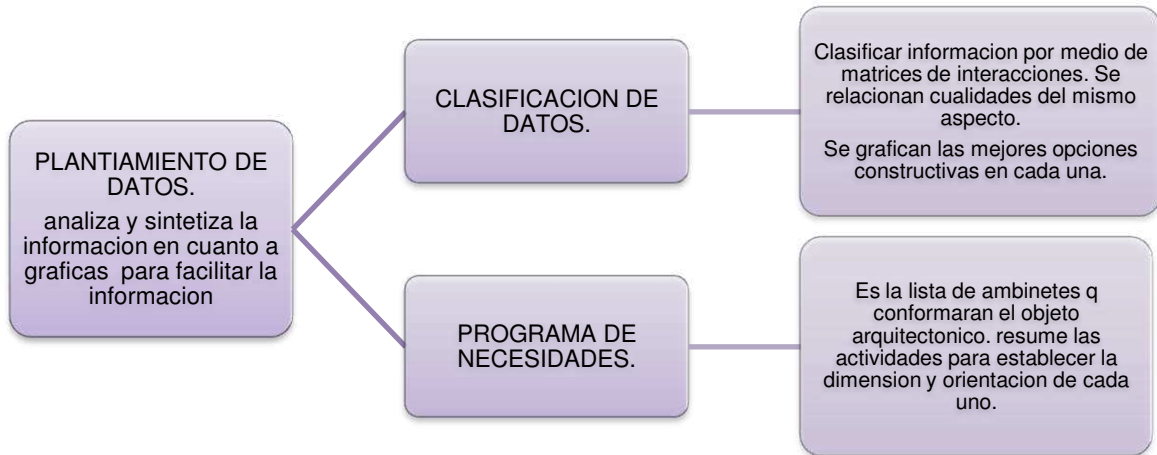 PLANTIAMIENTO DE
DATOS.
analiza y sintetiza la
informacion en cuanto a
graficas para facilitar la
informacion
CLASIFICACION DE
DATOS.
Clasificar informacion por medio de
matrices de interacciones. Se
relacionan cualidades del mismo
aspecto.
Se grafican las mejores opciones
constructivas en cada una.
PROGRAMA DE
NECESIDADES.
Es la lista de ambinetes q
conformaran el objeto
arquitectonico. resume las
actividades para establecer la
dimension y orientacion de cada
uno.